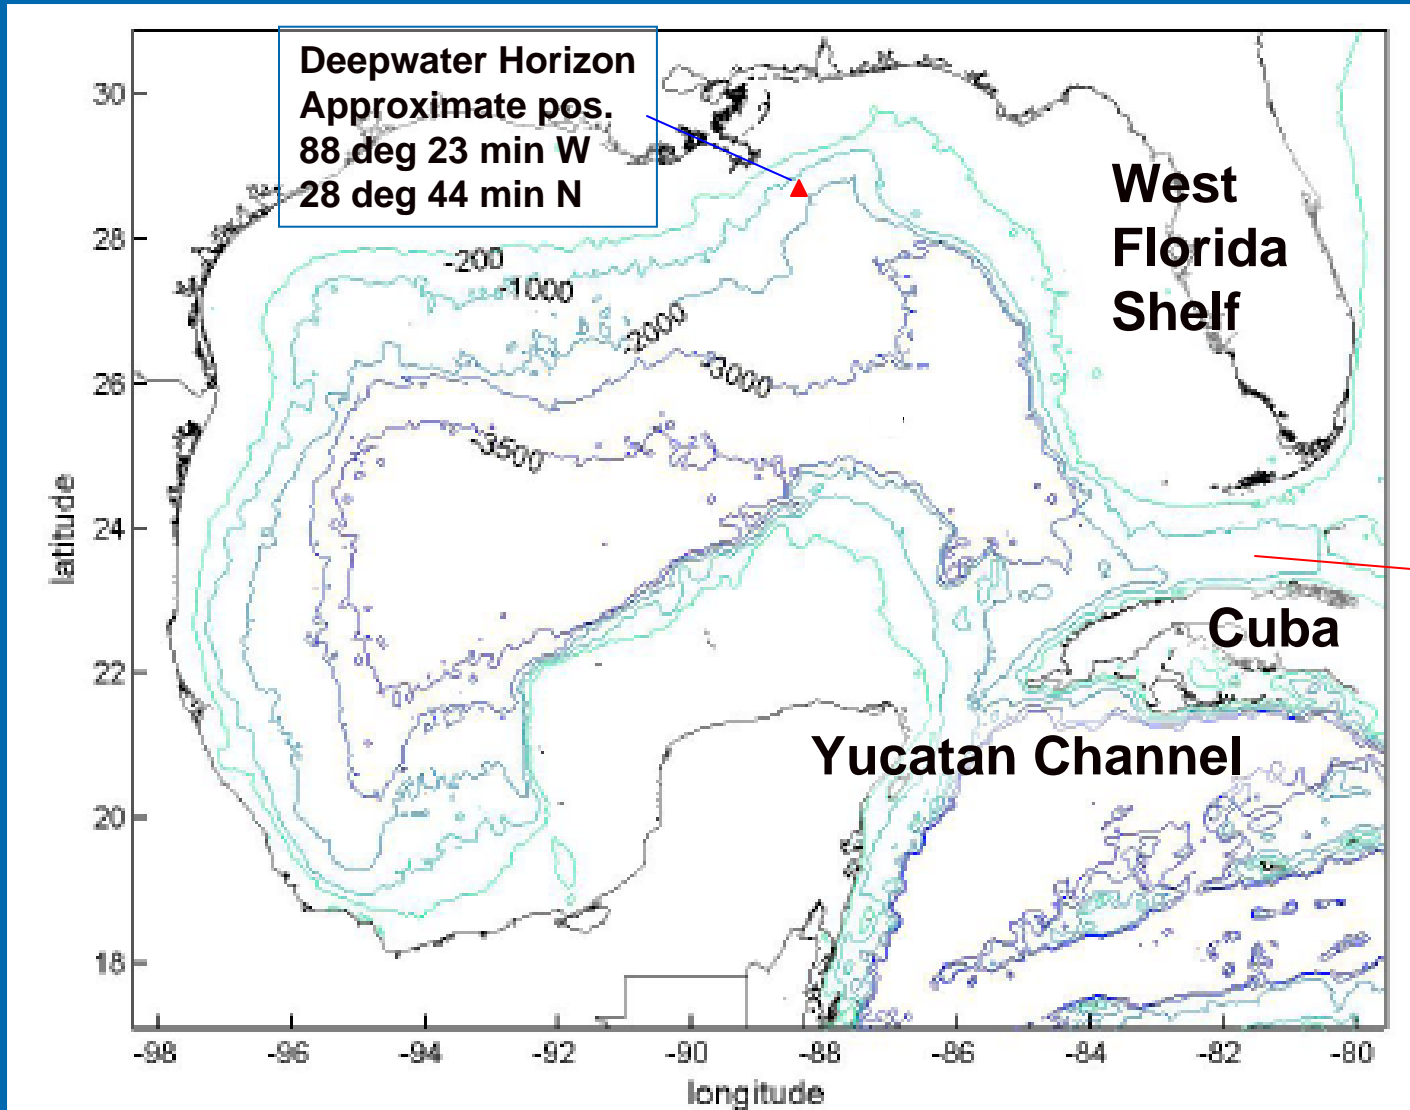 Deepwater Horizon
Approximate pos.
88 deg 23 min W
28 deg 44 min N
West
Florida
Shelf
-200
-1000
-2000
-3000
-3500
Cuba
Yucatan Channel
30
28
26
24
22
20
18
latitude
-98 -96 -94 -92 -90 -88 -86 -84 -82 -80
longitude